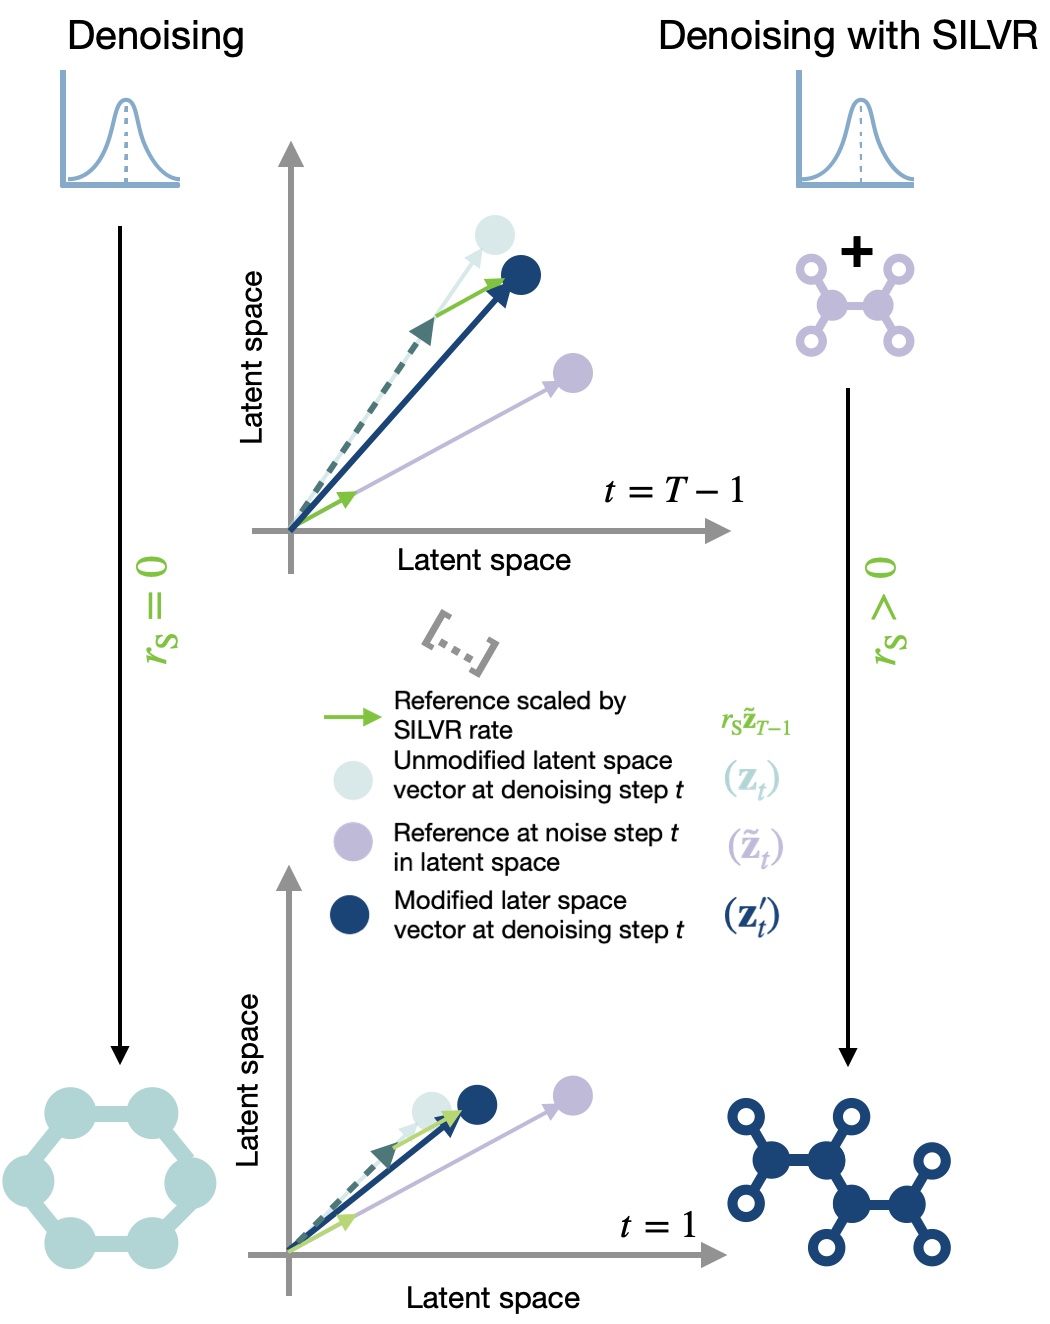 Denoising
Denoising with SILVR
+
Latent space
t = T − 1
Latent space
r_S = 0
r_S > 0
[...]
Reference scaled by
SILVR rate
r_S z̃_{T−1}
Unmodified latent space
vector at denoising step t
(z_t)
Reference at noise step t
in latent space
(z̃_t)
Modified later space
vector at denoising step t
(z′_t)
Latent space
t = 1
Latent space